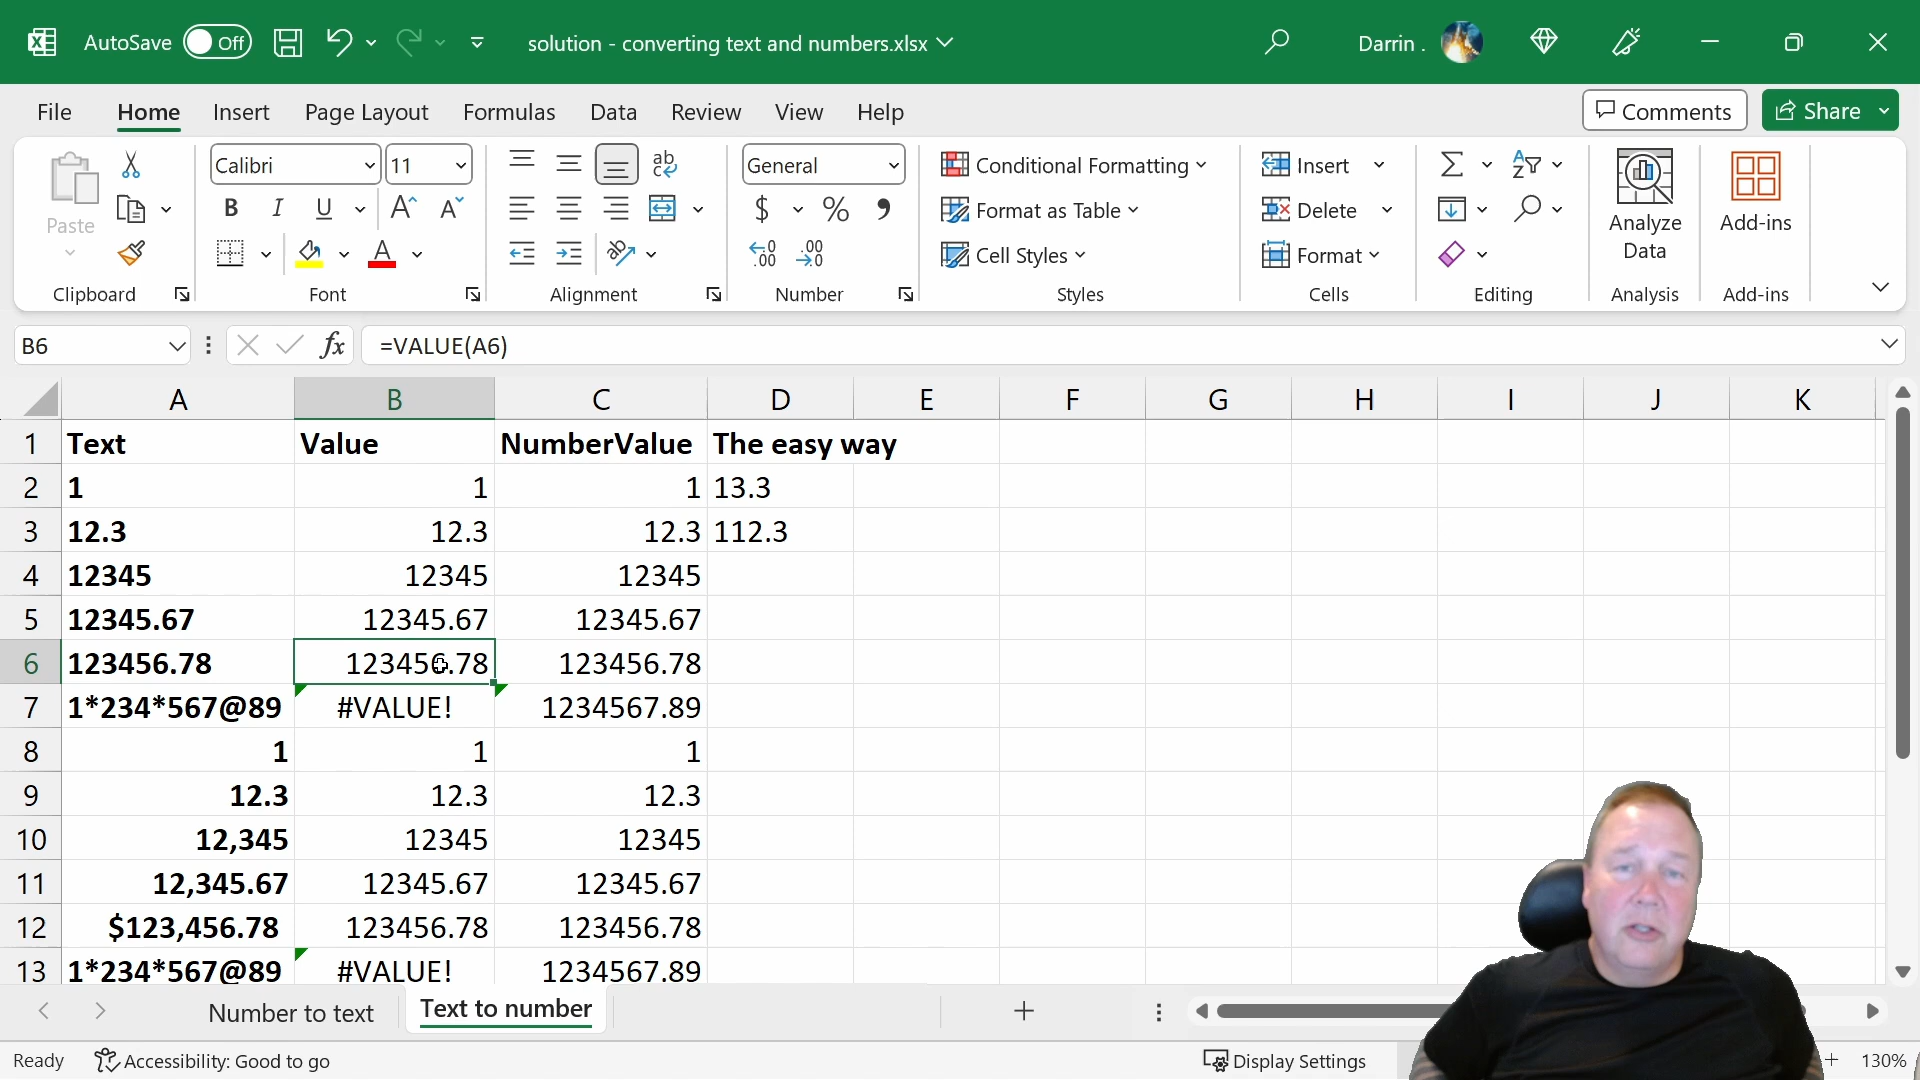 AutoSave Off solution - converting text and numbers.xlsx Darrin .
File Home Insert Page Layout Formulas Data Review View Help Comments Share
Paste Calibri 11 General Conditional Formatting Insert
B I U A A $ % Format as Table Delete Analyze Data Add-ins
Cell Styles Format
Clipboard Font Alignment Number Styles Cells Editing Analysis Add-ins
B6 fx =VALUE(A6)
A B C D E F G H I J K
1 Text Value NumberValue The easy way
2 1 1 1 13.3
3 12.3 12.3 12.3 112.3
4 12345 12345 12345
5 12345.67 12345.67 12345.67
6 123456.78 123456.78 123456.78
7 1*234*567@89 #VALUE! 1234567.89
8 1 1 1
9 12.3 12.3 12.3
10 12,345 12345 12345
11 12,345.67 12345.67 12345.67
12 $123,456.78 123456.78 123456.78
13 1*234*567@89 #VALUE! 1234567.89
Number to text Text to number
Ready Accessibility: Good to go Display Settings 130%